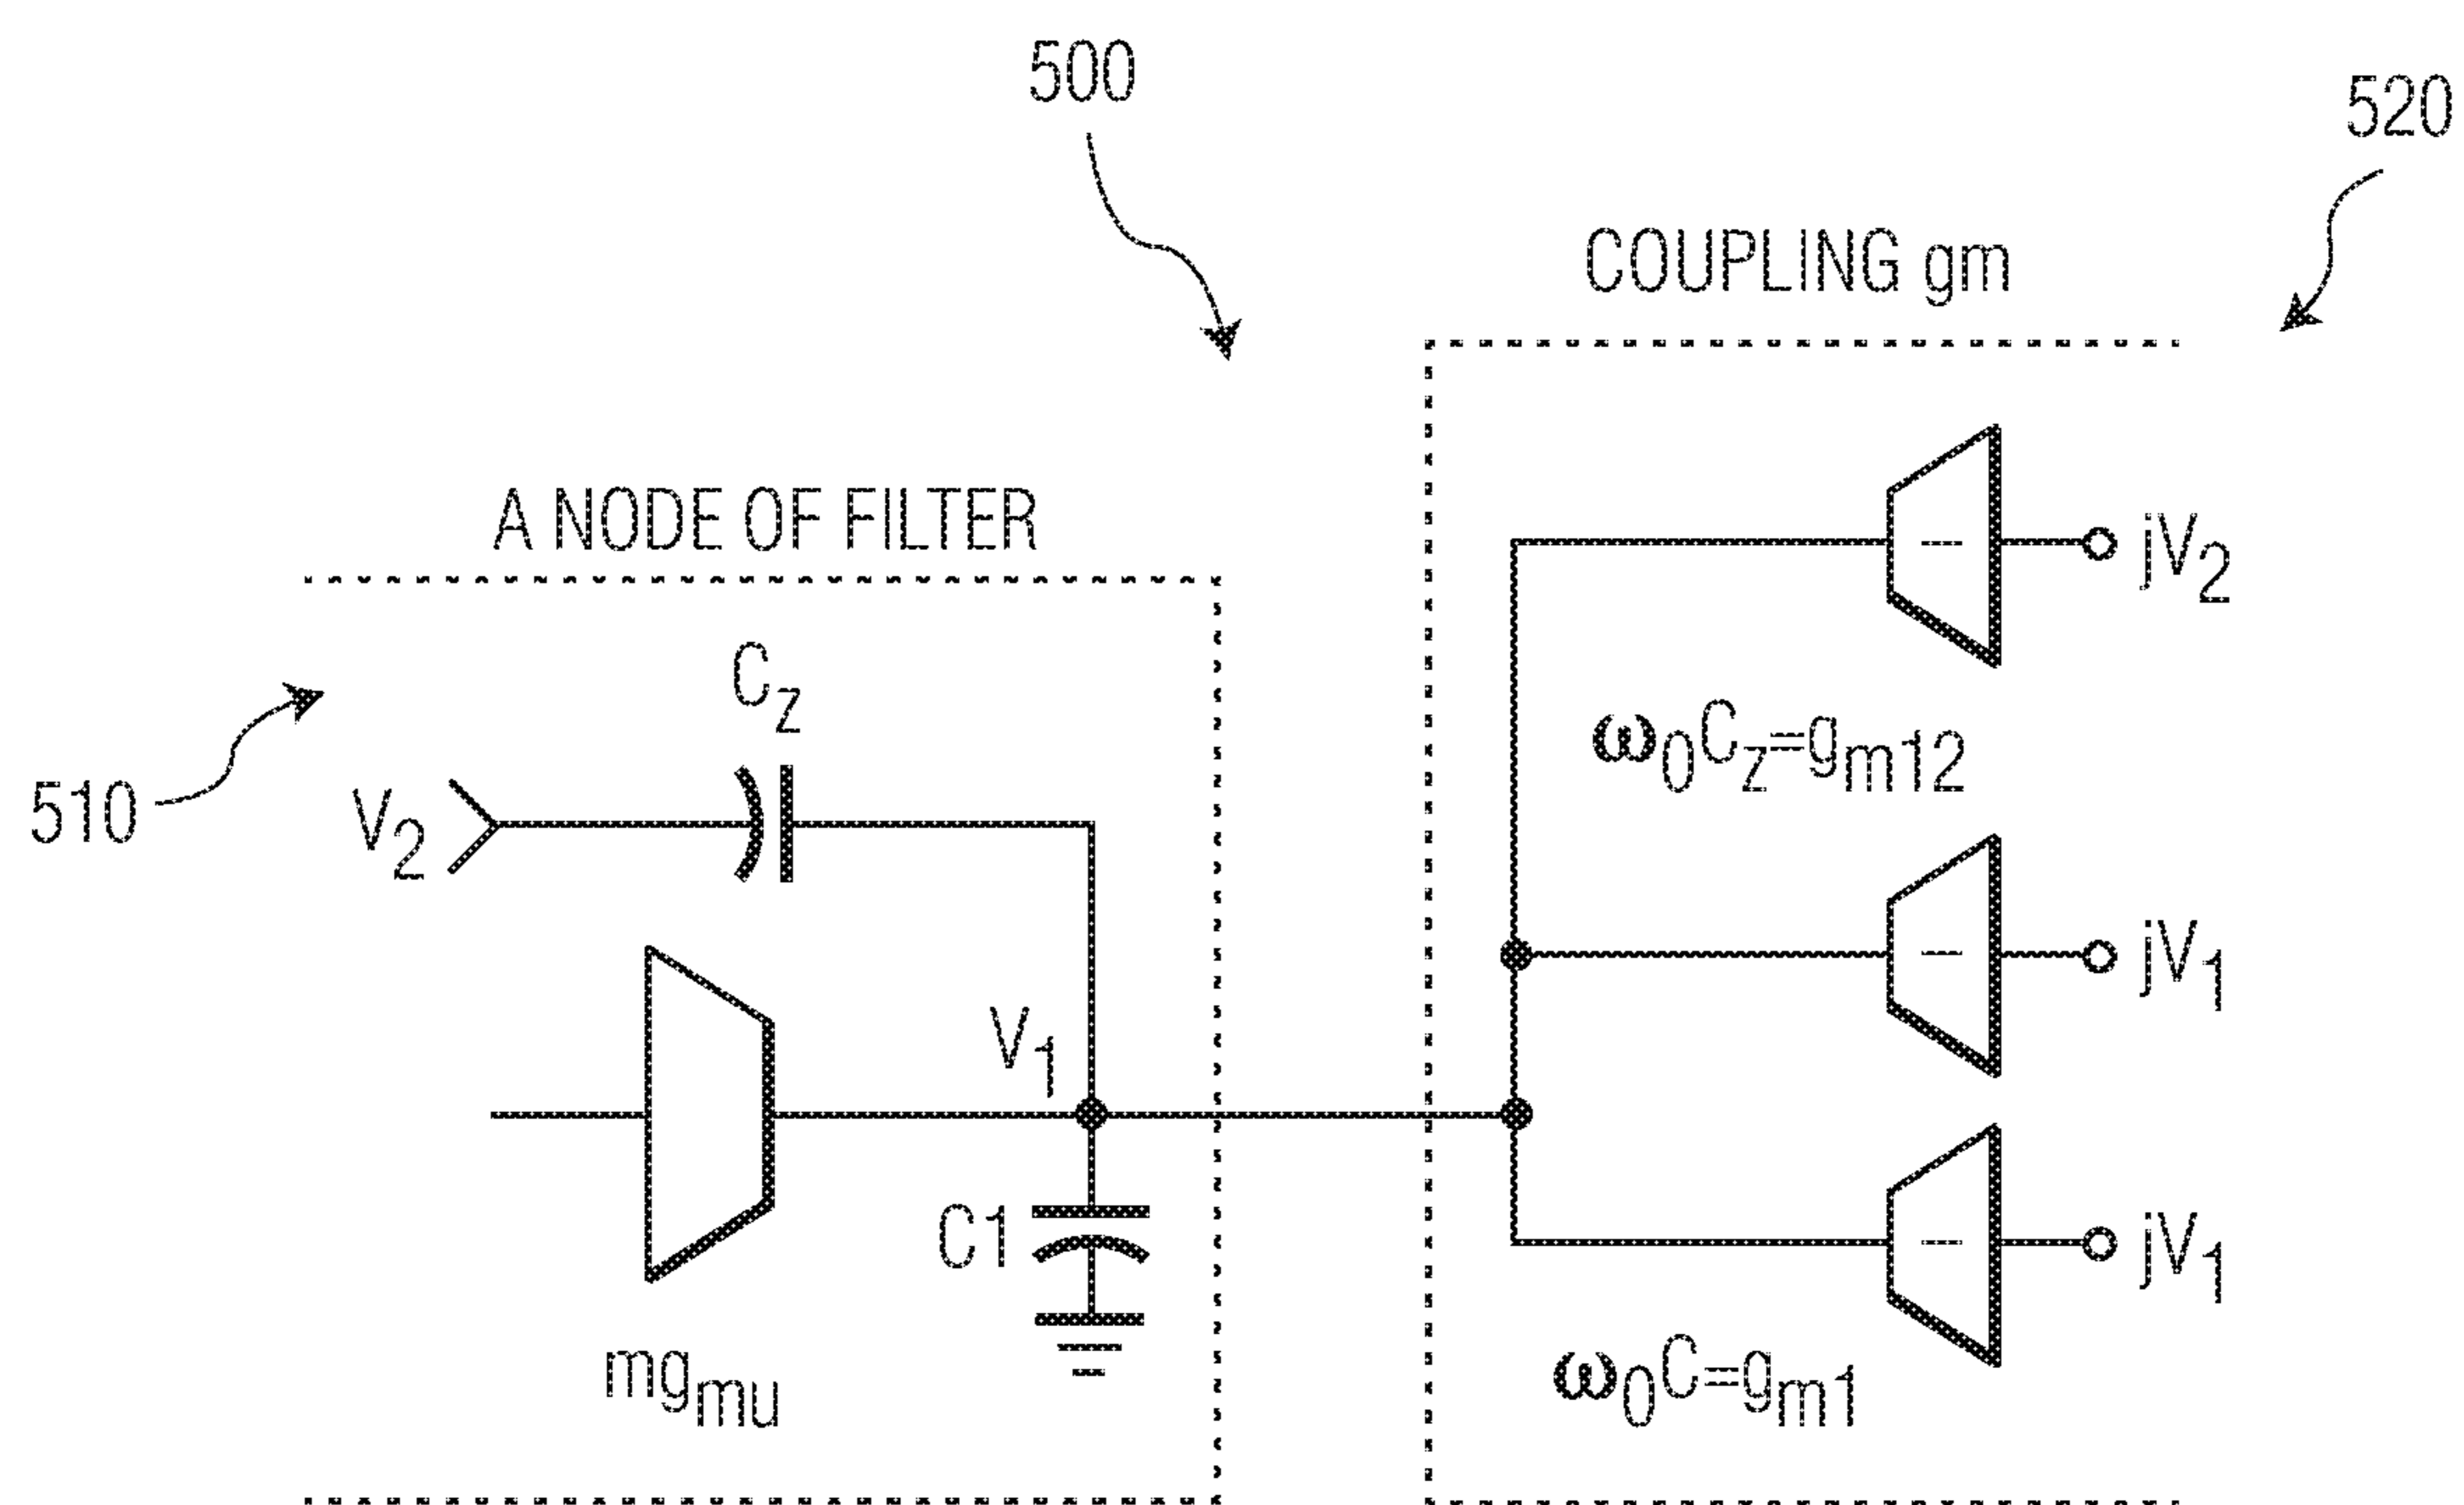 500
520
COUPLING gm
A NODE OF FILTER
jV2
Cz
ω0Cz=gm12
510
V2
jV1
V1
C1
jV1
mgmu
ω0C=gm1